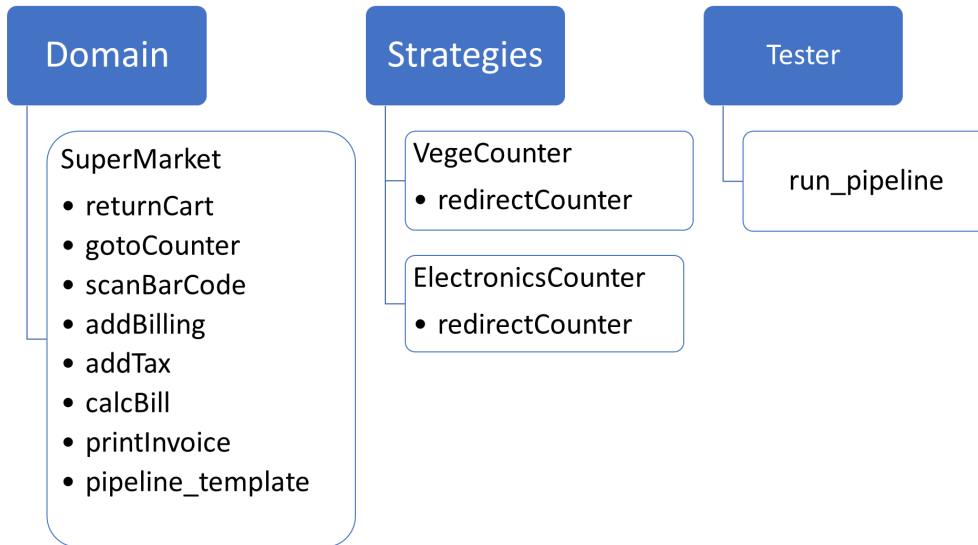 Domain
SuperMarket
• returnCart
• gotoCounter
• scanBarCode
• addBilling
• addTax
• calcBill
• printInvoice
• pipeline_template
Strategies
VegeCounter
• redirectCounter
ElectronicsCounter
• redirectCounter
Tester
run_pipeline